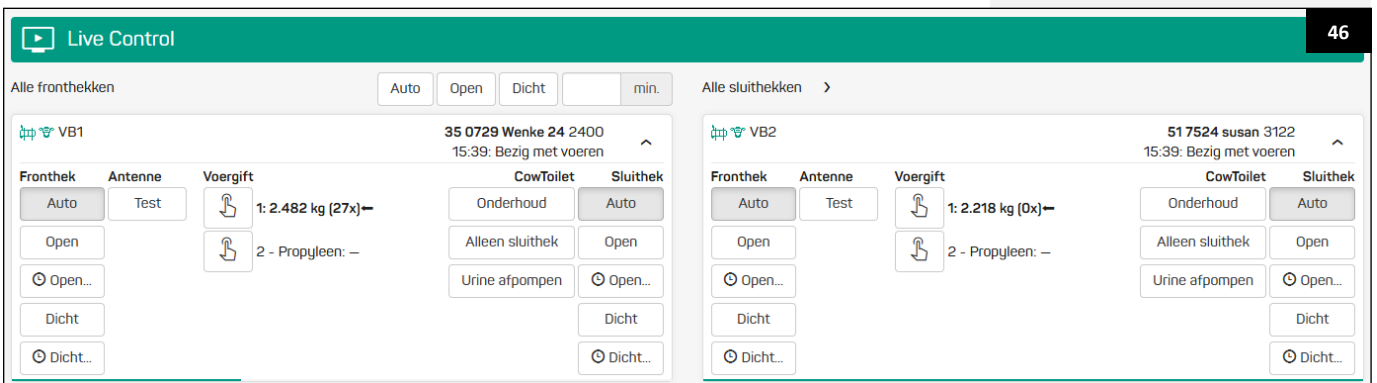 Live Control
46
Alle fronthekken Auto Open Dicht min. Alle sluithekken >
VB1 35 0729 Wenke 24 2400
15:39: Bezig met voeren
Fronthek Antenne Voergift CowToilet Sluithek
Auto Test 1: 2.482 kg (27x) Onderhoud Auto
Open 2 - Propyleen: — Alleen sluithek Open
Open... Urine afpompen Open...
Dicht Dicht
Dicht... Dicht...
VB2 51 7524 susan 3122
15:39: Bezig met voeren
Fronthek Antenne Voergift CowToilet Sluithek
Auto Test 1: 2.218 kg (0x) Onderhoud Auto
Open 2 - Propyleen: — Alleen sluithek Open
Open... Urine afpompen Open...
Dicht Dicht
Dicht... Dicht...